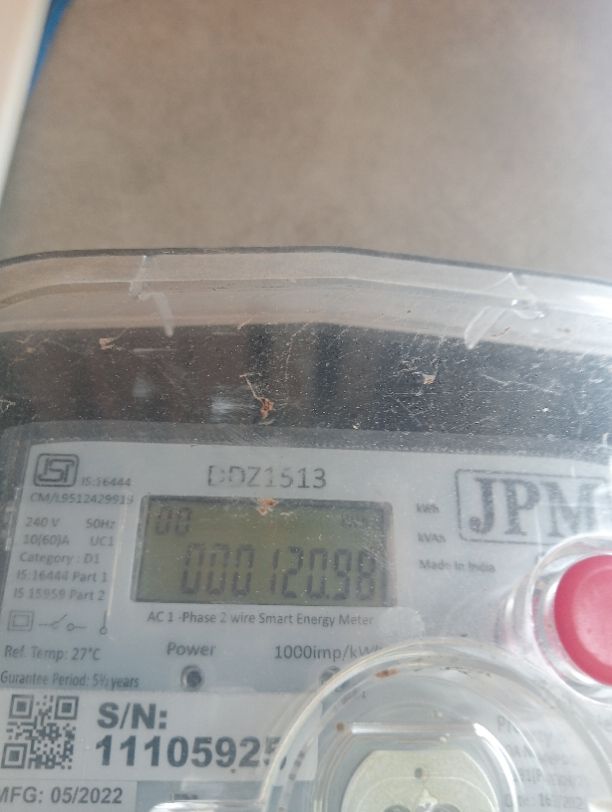 ISI IS:16444
DDZ1513
CM/L9512429919
240 V 50Hz
10(60)A UC1
Category : D1
IS:16444 Part 1
IS 15959 Part 2
00
000120.98
kWh
kVAh
JPM
Made in India
AC 1 -Phase 2 wire Smart Energy Meter
Ref. Temp: 27°C
Power 1000imp/kWh
Gurantee Period: 5½ years
S/N:
11105925
MFG: 05/2022